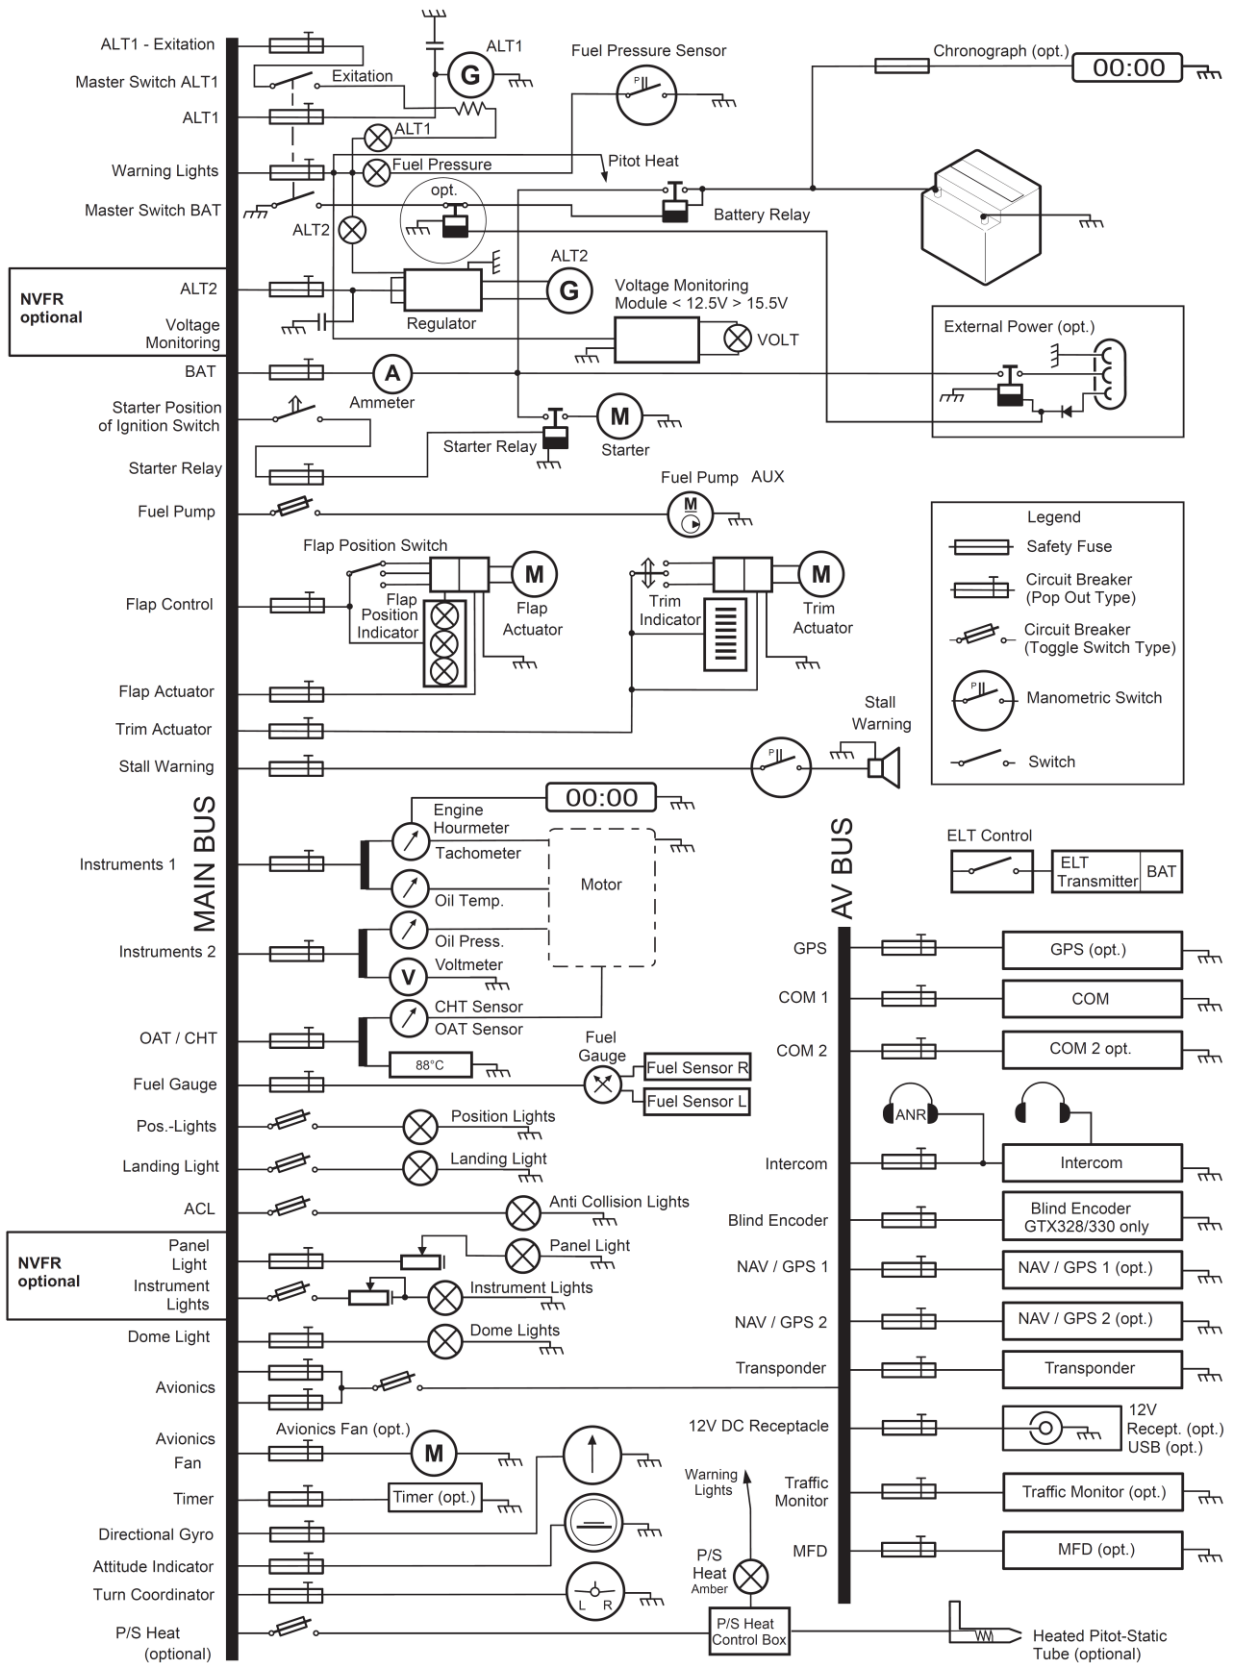 ALT1 - Exitation
Master Switch ALT1
Exitation
ALT1
G
ALT1
ALT1
Fuel Pressure Sensor
P
Chronograph (opt.)
00:00
Warning Lights
Fuel Pressure
Pitot Heat
Master Switch BAT
opt.
Battery Relay
ALT2
NVFR
optional
ALT2
Voltage
Monitoring
Regulator
ALT2
G
Voltage Monitoring
Module < 12.5V > 15.5V
VOLT
External Power (opt.)
BAT
A
Ammeter
Starter Position
of Ignition Switch
Starter Relay
M
Starter
Starter Relay
Fuel Pump
Fuel Pump AUX
M
Legend
Safety Fuse
Circuit Breaker
(Pop Out Type)
Circuit Breaker
(Toggle Switch Type)
P
Manometric Switch
Switch
Flap Position Switch
Flap Control
Flap
Position
Indicator
M
Flap
Actuator
Trim
Indicator
M
Trim
Actuator
Flap Actuator
Trim Actuator
Stall Warning
P
Stall
Warning
MAIN BUS
00:00
Engine
Hourmeter
Tachometer
Instruments 1
Oil Temp.
Motor
Instruments 2
Oil Press.
Voltmeter
V
CHT Sensor
OAT Sensor
OAT / CHT
88°C
Fuel Gauge
Fuel
Gauge
Fuel Sensor R
Fuel Sensor L
Pos.-Lights
Position Lights
Landing Light
Landing Light
ACL
Anti Collision Lights
NVFR
optional
Panel
Light
Panel Light
Instrument
Lights
Instrument Lights
Dome Light
Dome Lights
Avionics
Avionics
Fan
Avionics Fan (opt.)
M
Timer
Timer (opt.)
Directional Gyro
Attitude Indicator
Turn Coordinator
L R
P/S Heat
(optional)
Warning
Lights
P/S
Heat
Amber
P/S Heat
Control Box
Heated Pitot-Static
Tube (optional)
AV BUS
ELT Control
ELT
Transmitter
BAT
GPS
GPS (opt.)
COM 1
COM
COM 2
COM 2 opt.
ANR
Intercom
Intercom
Blind Encoder
Blind Encoder
GTX328/330 only
NAV / GPS 1
NAV / GPS 1 (opt.)
NAV / GPS 2
NAV / GPS 2 (opt.)
Transponder
Transponder
12V DC Receptacle
12V
Recept. (opt.)
USB (opt.)
Traffic
Monitor
Traffic Monitor (opt.)
MFD
MFD (opt.)